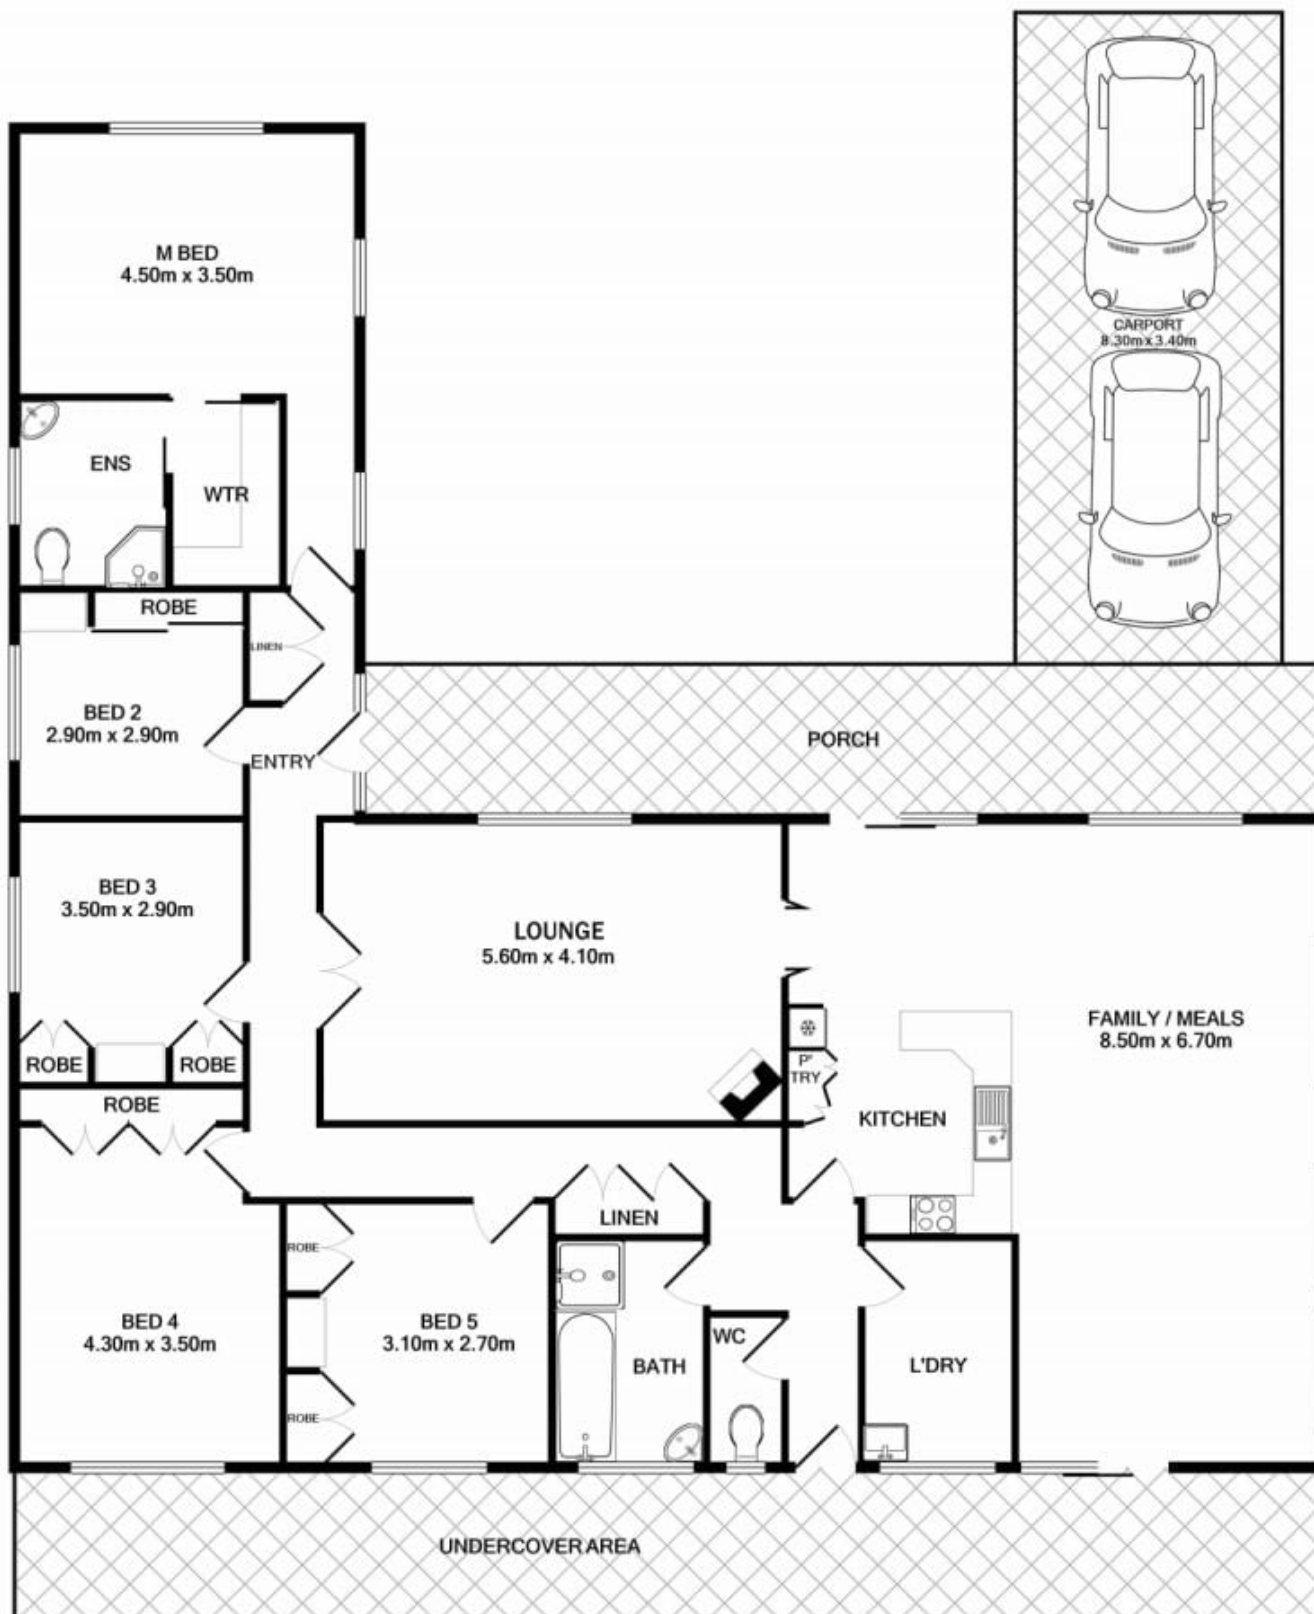 M BED
4.50m x 3.50m
CARPORT
8.30m x 3.40m
ENS
WTR
ROBE
LINEN
BED 2
2.90m x 2.90m
ENTRY
PORCH
BED 3
3.50m x 2.90m
LOUNGE
5.60m x 4.10m
FAMILY / MEALS
8.50m x 6.70m
ROBE
ROBE
P'
TRY
ROBE
KITCHEN
LINEN
ROBE
BED 4
4.30m x 3.50m
BED 5
3.10m x 2.70m
WC
BATH
L'DRY
ROBE
UNDERCOVER AREA